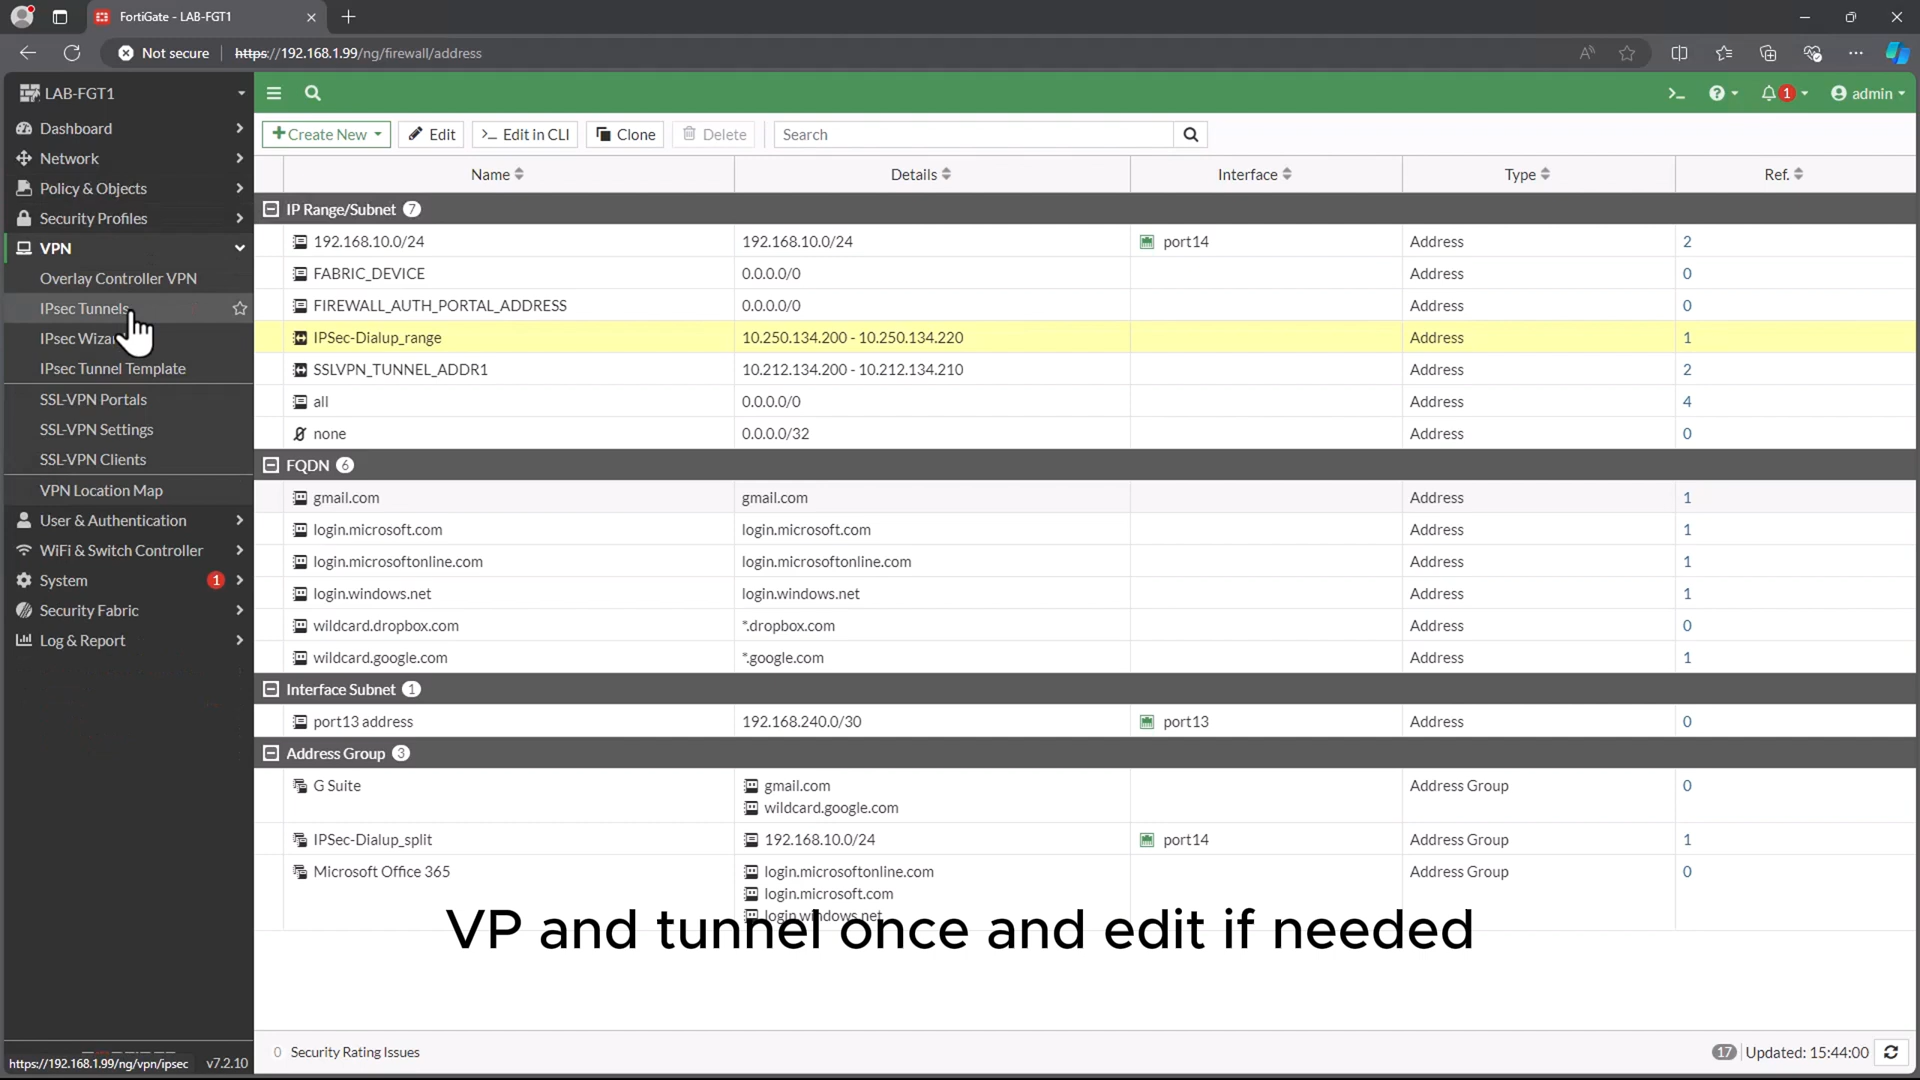 FortiGate - LAB-FGT1
Not secure
https://192.168.1.99/ng/firewall/address
LAB-FGT1
Dashboard
Network
Policy & Objects
Security Profiles
VPN
Overlay Controller VPN
IPsec Tunnels
IPsec Wiza
IPsec Tunnel Template
SSL-VPN Portals
SSL-VPN Settings
SSL-VPN Clients
VPN Location Map
User & Authentication
WiFi & Switch Controller
System 1
Security Fabric
Log & Report
https://192.168.1.99/ng/vpn/ipsec v7.2.10
>_ ? 1 admin
+Create New Edit >_ Edit in CLI Clone Delete Search
Name Details Interface Type Ref.
IP Range/Subnet 7
192.168.10.0/24 192.168.10.0/24 port14 Address 2
FABRIC_DEVICE 0.0.0.0/0 Address 0
FIREWALL_AUTH_PORTAL_ADDRESS 0.0.0.0/0 Address 0
IPSec-Dialup_range 10.250.134.200 - 10.250.134.220 Address 1
SSLVPN_TUNNEL_ADDR1 10.212.134.200 - 10.212.134.210 Address 2
all 0.0.0.0/0 Address 4
none 0.0.0.0/32 Address 0
FQDN 6
gmail.com gmail.com Address 1
login.microsoft.com login.microsoft.com Address 1
login.microsoftonline.com login.microsoftonline.com Address 1
login.windows.net login.windows.net Address 1
wildcard.dropbox.com *.dropbox.com Address 0
wildcard.google.com *.google.com Address 1
Interface Subnet 1
port13 address 192.168.240.0/30 port13 Address 0
Address Group 3
G Suite gmail.com Address Group 0
wildcard.google.com
IPSec-Dialup_split 192.168.10.0/24 port14 Address Group 1
Microsoft Office 365 login.microsoftonline.com Address Group 0
login.microsoft.com
login.windows.net
VP and tunnel once and edit if needed
0 Security Rating Issues 17 Updated: 15:44:00